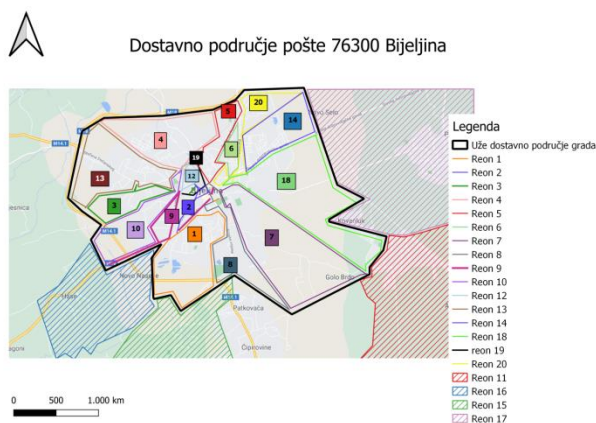 Dostavno područje pošte 76300 Bijeljina
5
20
14
4
6
19
12
18
13
3
2
9
10
1
7
8
Novo Selo
Golo Brdo
Patkovača
Čipirovine
Legenda
Uže dostavno područje grada
Reon 1
Reon 2
Reon 3
Reon 4
Reon 5
Reon 6
Reon 7
Reon 8
Reon 9
Reon 10
Reon 12
Reon 13
Reon 14
Reon 18
reon 19
Reon 20
Reon 11
Reon 16
Reon 15
Reon 17
0 500 1.000 km